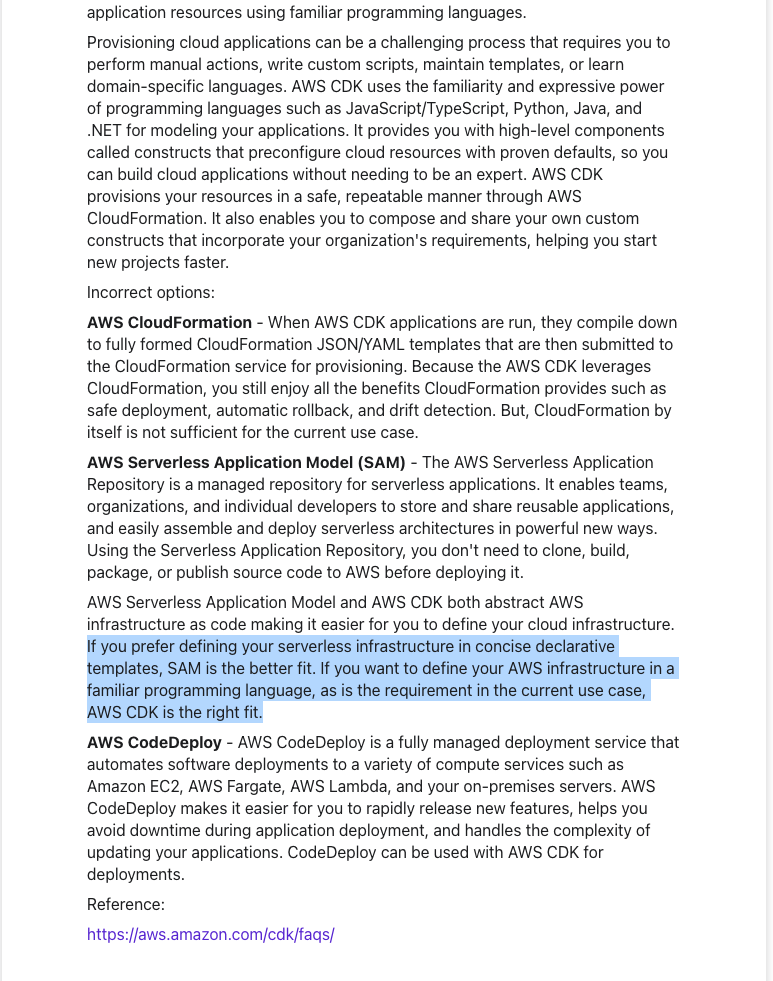 application resources using familiar programming languages.
Provisioning cloud applications can be a challenging process that requires you to
perform manual actions, write custom scripts, maintain templates, or learn
domain-specific languages. AWS CDK uses the familiarity and expressive power
of programming languages such as JavaScript/TypeScript, Python, Java, and
.NET for modeling your applications. It provides you with high-level components
called constructs that preconfigure cloud resources with proven defaults, so you
can build cloud applications without needing to be an expert. AWS CDK
provisions your resources in a safe, repeatable manner through AWS
CloudFormation. It also enables you to compose and share your own custom
constructs that incorporate your organization's requirements, helping you start
new projects faster.
Incorrect options:
AWS CloudFormation - When AWS CDK applications are run, they compile down
to fully formed CloudFormation JSON/YAML templates that are then submitted to
the CloudFormation service for provisioning. Because the AWS CDK leverages
CloudFormation, you still enjoy all the benefits CloudFormation provides such as
safe deployment, automatic rollback, and drift detection. But, CloudFormation by
itself is not sufficient for the current use case.
AWS Serverless Application Model (SAM) - The AWS Serverless Application
Repository is a managed repository for serverless applications. It enables teams,
organizations, and individual developers to store and share reusable applications,
and easily assemble and deploy serverless architectures in powerful new ways.
Using the Serverless Application Repository, you don't need to clone, build,
package, or publish source code to AWS before deploying it.
AWS Serverless Application Model and AWS CDK both abstract AWS
infrastructure as code making it easier for you to define your cloud infrastructure.
If you prefer defining your serverless infrastructure in concise declarative
templates, SAM is the better fit. If you want to define your AWS infrastructure in a
familiar programming language, as is the requirement in the current use case,
AWS CDK is the right fit.
AWS CodeDeploy - AWS CodeDeploy is a fully managed deployment service that
automates software deployments to a variety of compute services such as
Amazon EC2, AWS Fargate, AWS Lambda, and your on-premises servers. AWS
CodeDeploy makes it easier for you to rapidly release new features, helps you
avoid downtime during application deployment, and handles the complexity of
updating your applications. CodeDeploy can be used with AWS CDK for
deployments.
Reference:
https://aws.amazon.com/cdk/faqs/